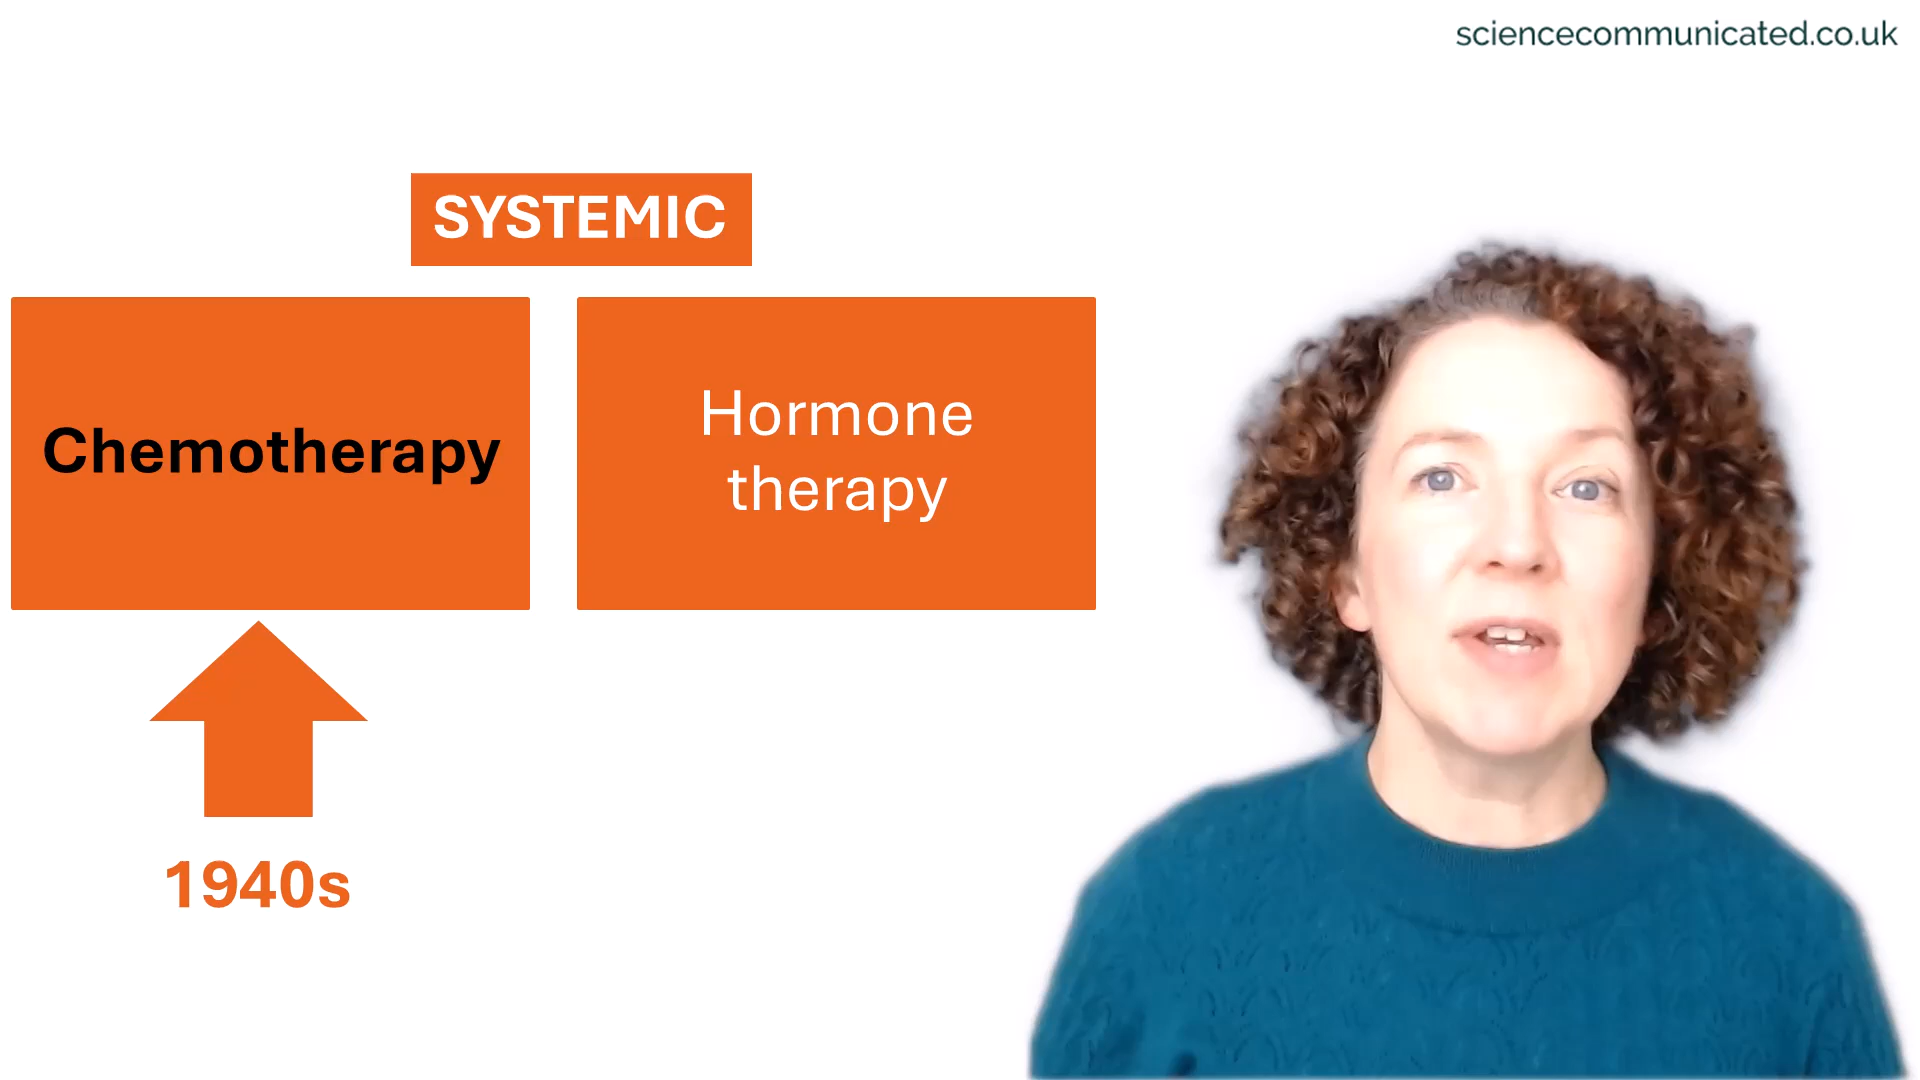 sciencecommunicated.co.uk
SYSTEMIC
Chemotherapy
Hormone
therapy
1940s